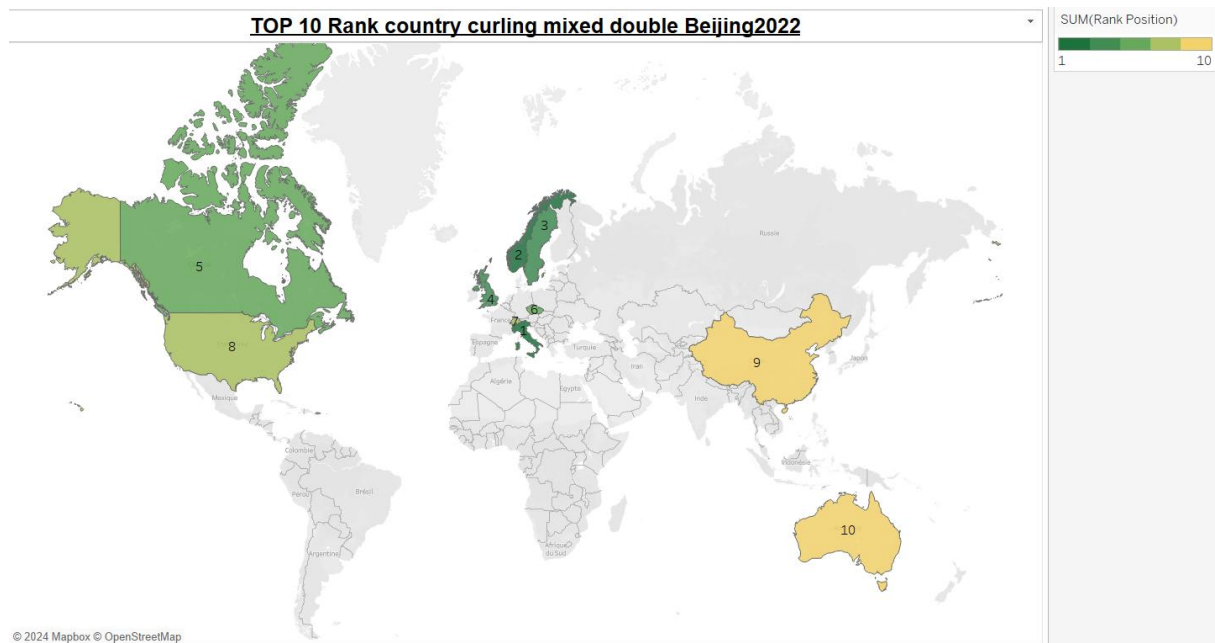 TOP 10 Rank country curling mixed double Beijing2022
SUM(Rank Position)
1 10
Russie
5
3
2
4
6
7
France
1
8
Espagne
Turquie
9
Japon
Iran
Algérie
Égypte
Inde
Mexique
Colombie
Indonésie
Pérou
Brésil
10
Afrique
du Sud
Argentine
© 2024 Mapbox © OpenStreetMap